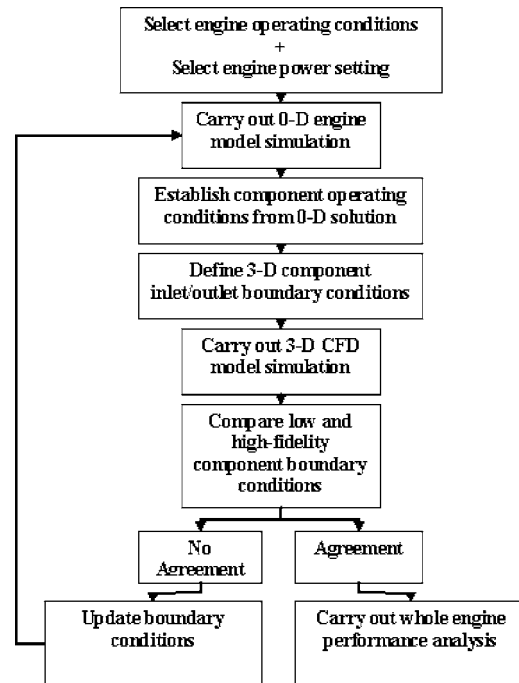 Select engine operating conditions
+
Select engine power setting
Carry out 0-D engine
model simulation
Establish component operating
conditions from 0-D solution
Define 3-D component
inlet/outlet boundary conditions
Carry out 3-D CFD
model simulation
Compare low and
high-fidelity
component boundary
conditions
No
Agreement
Agreement
Update boundary
conditions
Carry out whole engine
performance analysis